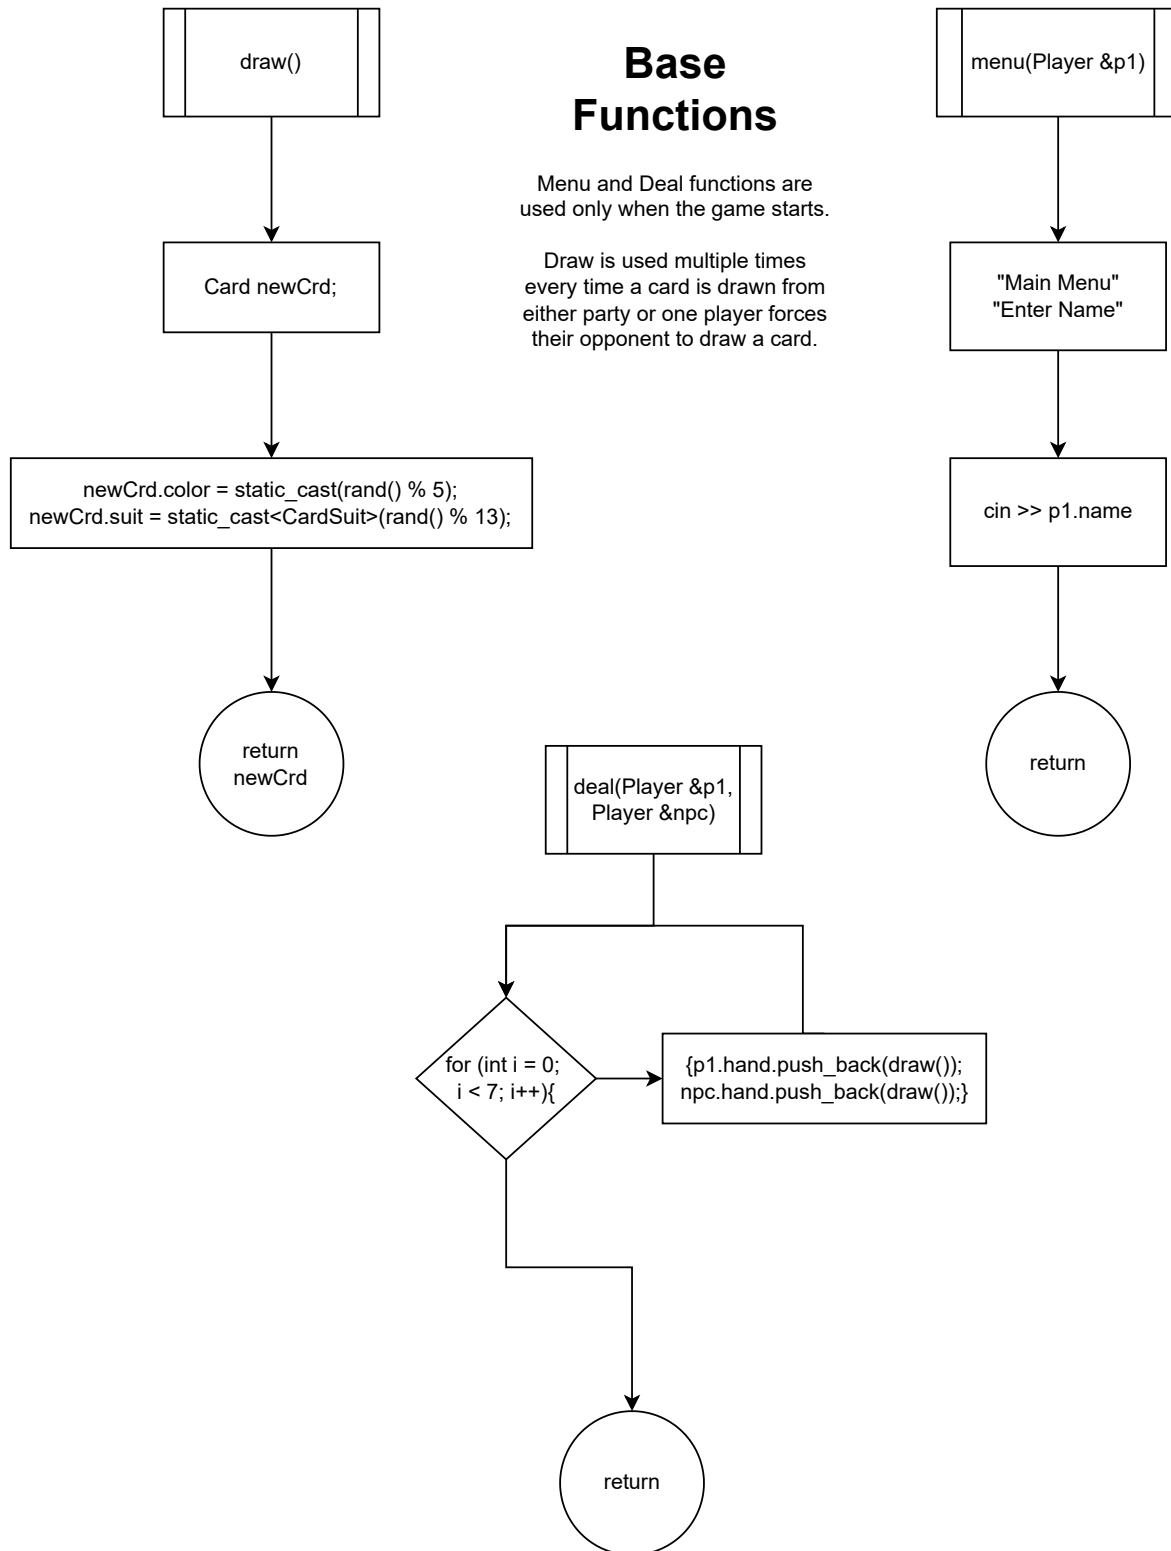 draw()
Base
Functions
menu(Player &p1)
Menu and Deal functions are
used only when the game starts.
Draw is used multiple times
every time a card is drawn from
either party or one player forces
their opponent to draw a card.
Card newCrd;
"Main Menu"
"Enter Name"
newCrd.color = static_cast(rand() % 5);
newCrd.suit = static_cast<CardSuit>(rand() % 13);
cin >> p1.name
return
newCrd
return
deal(Player &p1,
Player &npc)
for (int i = 0;
i < 7; i++){
{p1.hand.push_back(draw());
npc.hand.push_back(draw());}
return